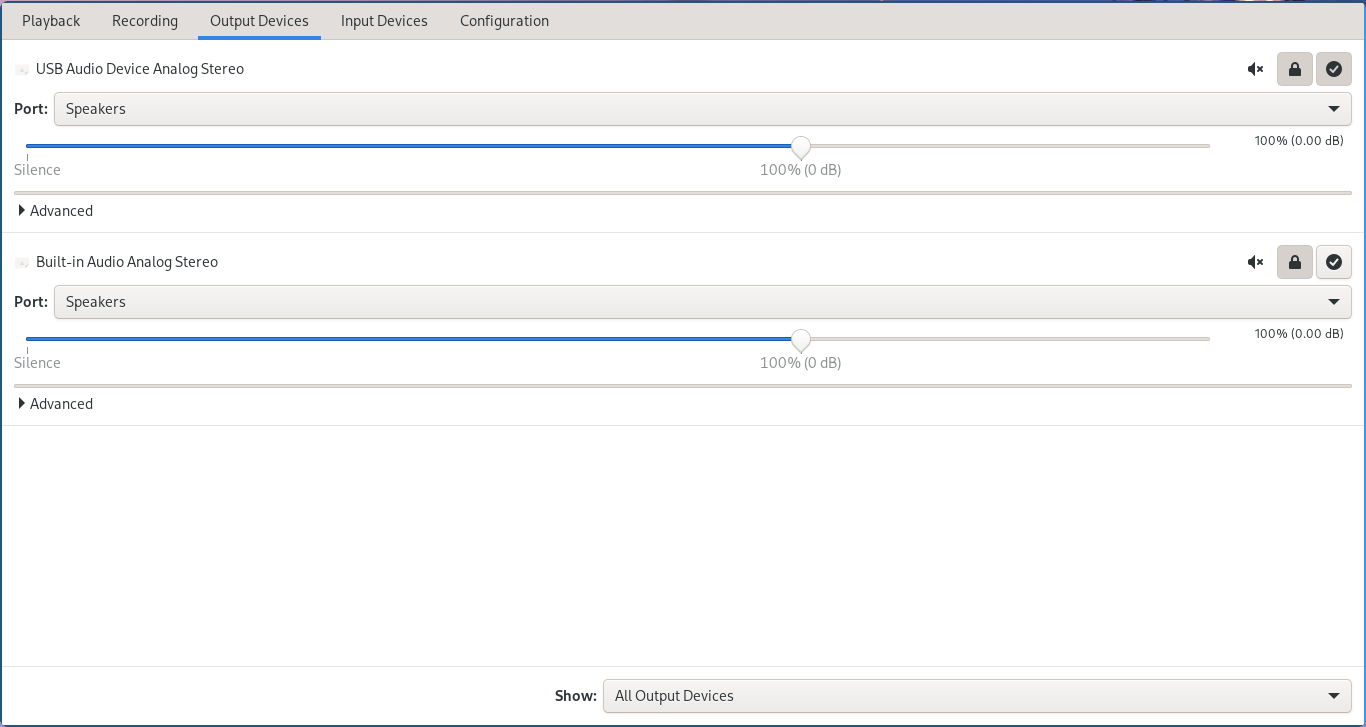 Playback Recording Output Devices Input Devices Configuration
USB Audio Device Analog Stereo
Port: Speakers
100% (0.00 dB)
Silence 100% (0 dB)
Advanced
Built-in Audio Analog Stereo
Port: Speakers
100% (0.00 dB)
Silence 100% (0 dB)
Advanced
Show: All Output Devices